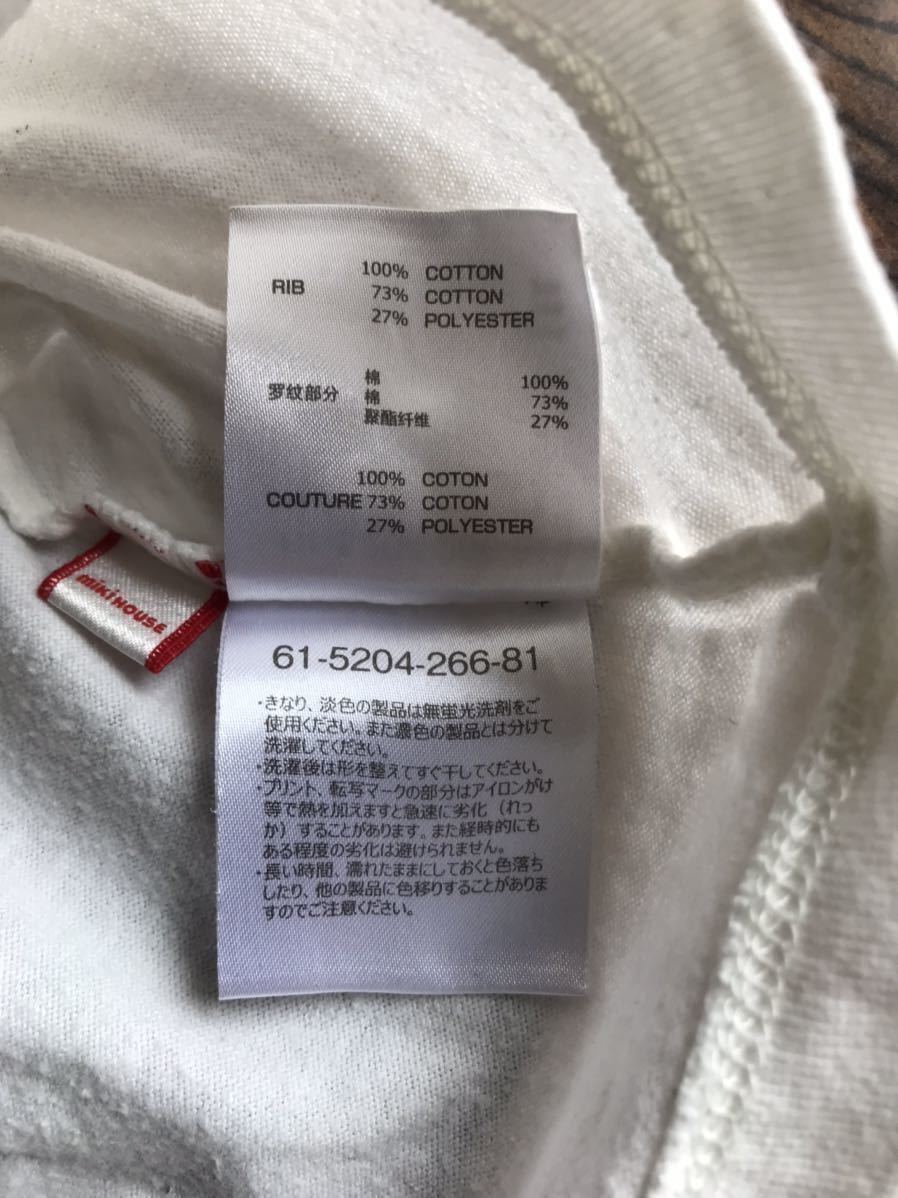 100% COTTON
RIB 73% COTTON
27% POLYESTER
棉 100%
罗纹部分 棉 73%
聚酯纤维 27%
100% COTON
COUTURE 73% COTON
27% POLYESTER
miki HOUSE
61-5204-266-81
・きなり、淡色の製品は無蛍光洗剤をご
使用ください。また濃色の製品とは分けて
洗濯してください。
・洗濯後は形を整えてすぐ干してください。
・プリント、転写マークの部分はアイロンがけ
等で熱を加えますと急速に劣化（れっ
か）することがあります。また経時的にも
ある程度の劣化は避けられません。
・長い時間、濡れたままにしておくと色落ち
したり、他の製品に色移りすることがありま
すのでご注意ください。